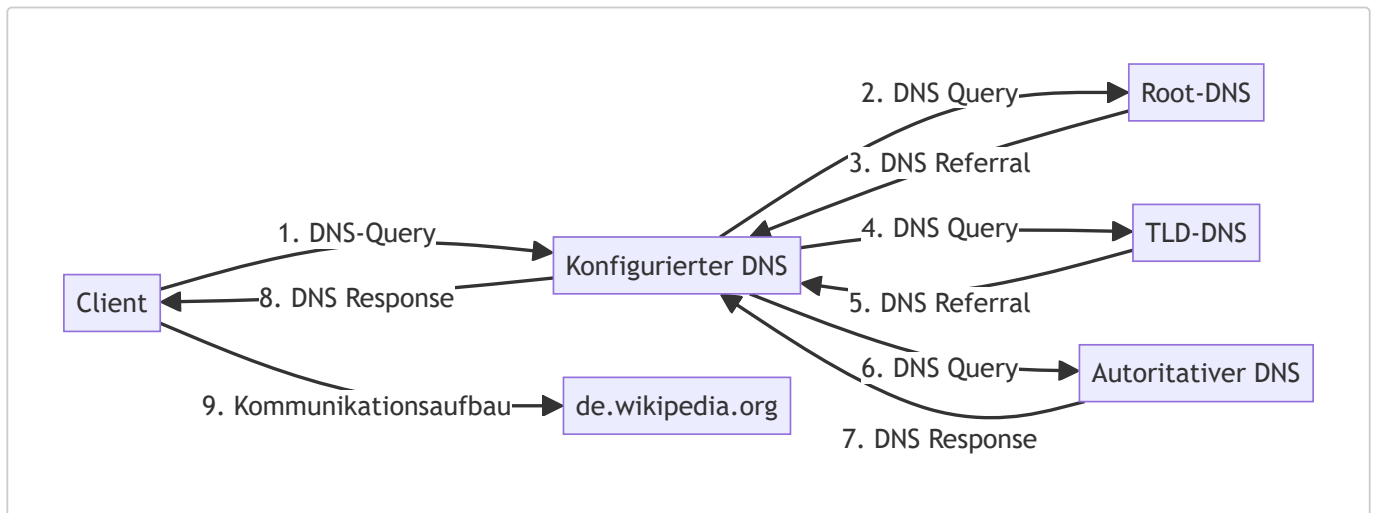 2. DNS Query
Root-DNS
3. DNS Referral
1. DNS-Query
4. DNS Query
TLD-DNS
Konfigurierter DNS
Client
8. DNS Response
5. DNS Referral
6. DNS Query
Autoritativer DNS
9. Kommunikationsaufbau
de.wikipedia.org
7. DNS Response